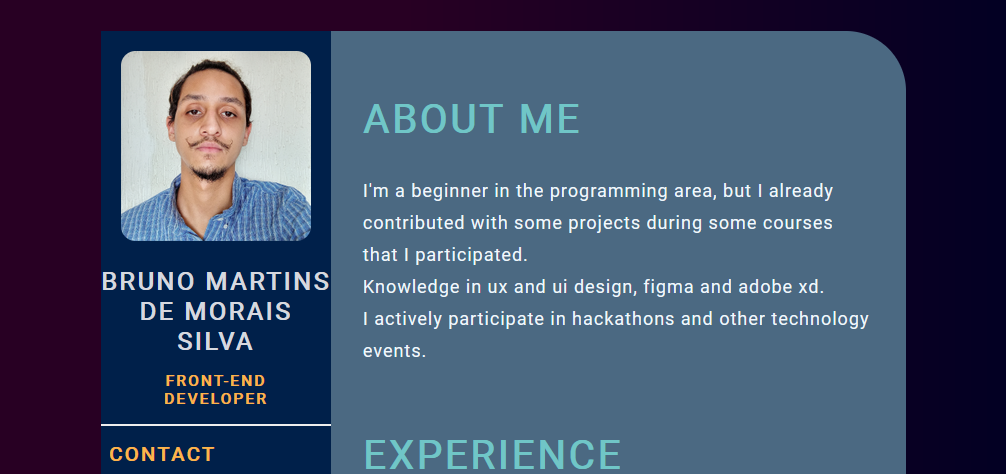 BRUNO MARTINS
DE MORAIS
SILVA
FRONT-END
DEVELOPER
CONTACT
ABOUT ME
I'm a beginner in the programming area, but I already
contributed with some projects during some courses
that I participated.
Knowledge in ux and ui design, figma and adobe xd.
I actively participate in hackathons and other technology
events.
EXPERIENCE